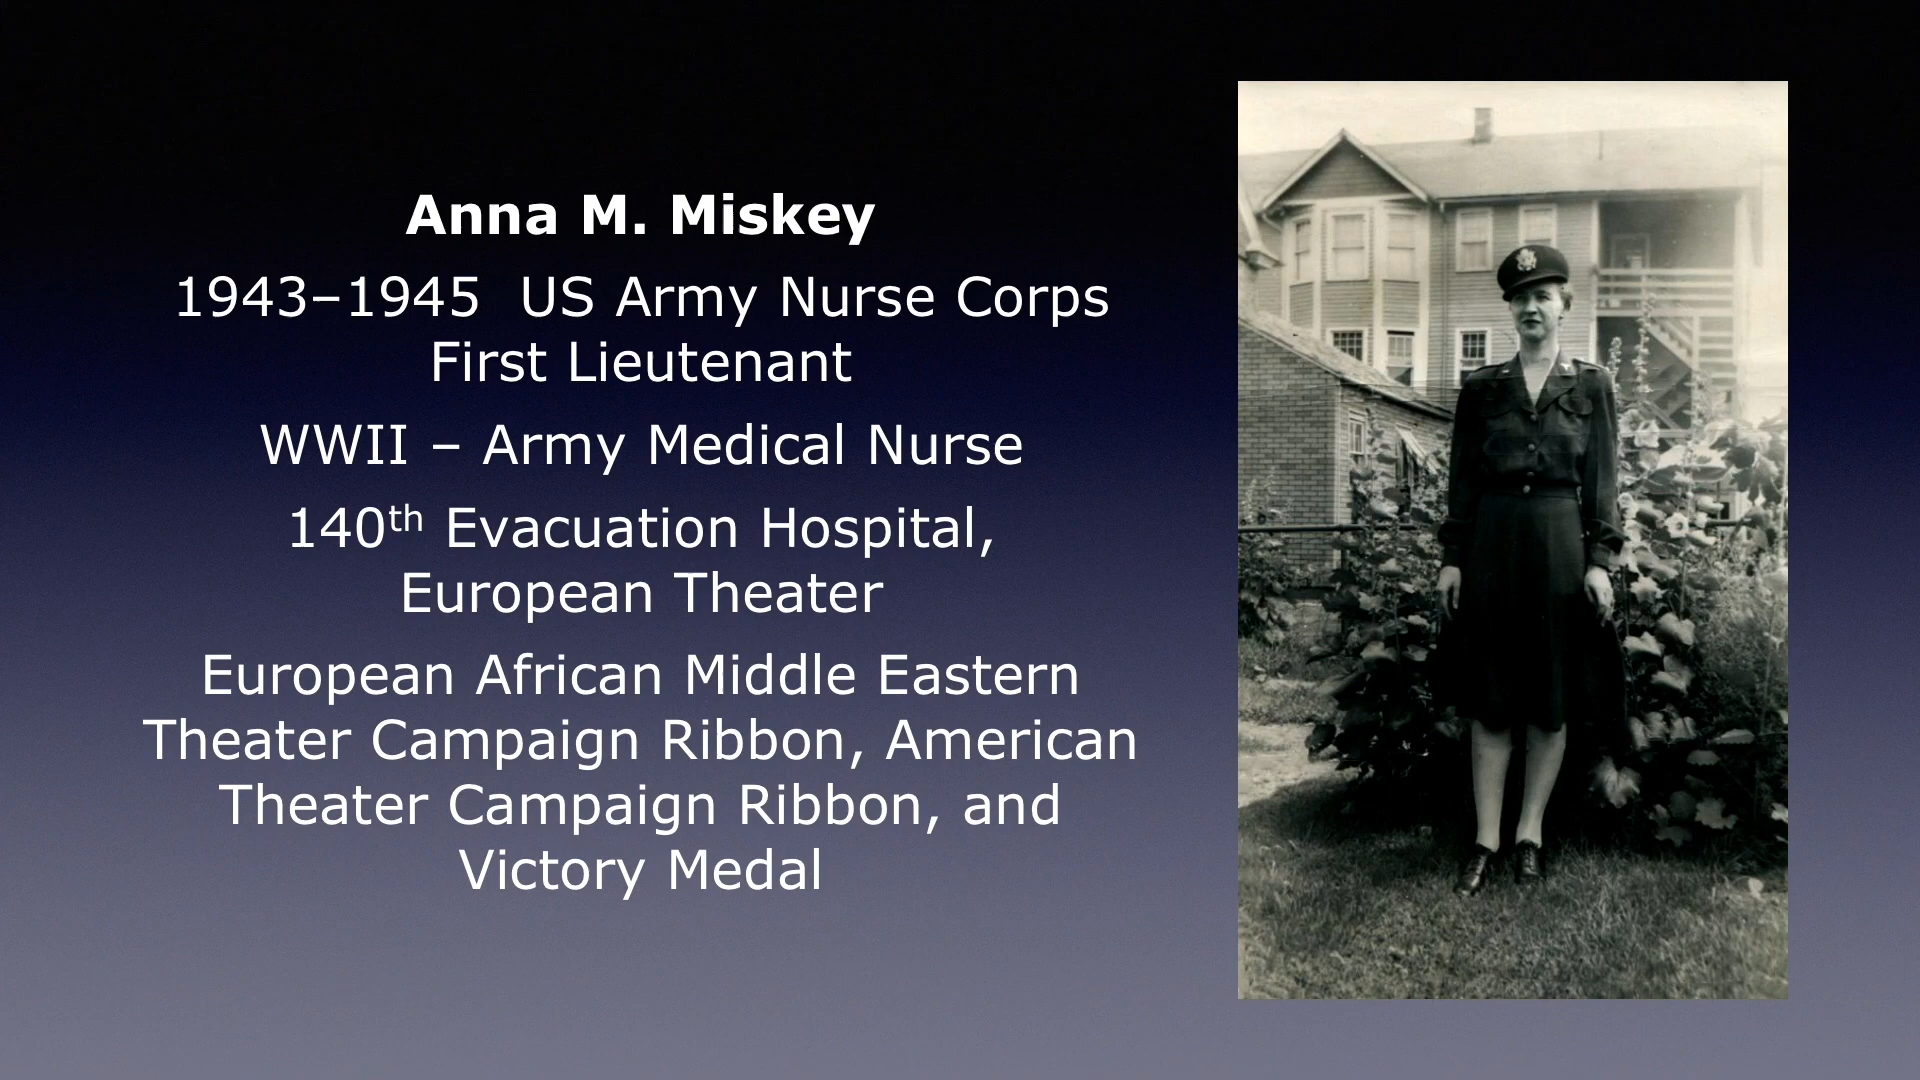 Anna M. Miskey
1943–1945  US Army Nurse Corps
First Lieutenant
WWII – Army Medical Nurse
140th Evacuation Hospital,
European Theater
European African Middle Eastern
Theater Campaign Ribbon, American
Theater Campaign Ribbon, and
Victory Medal